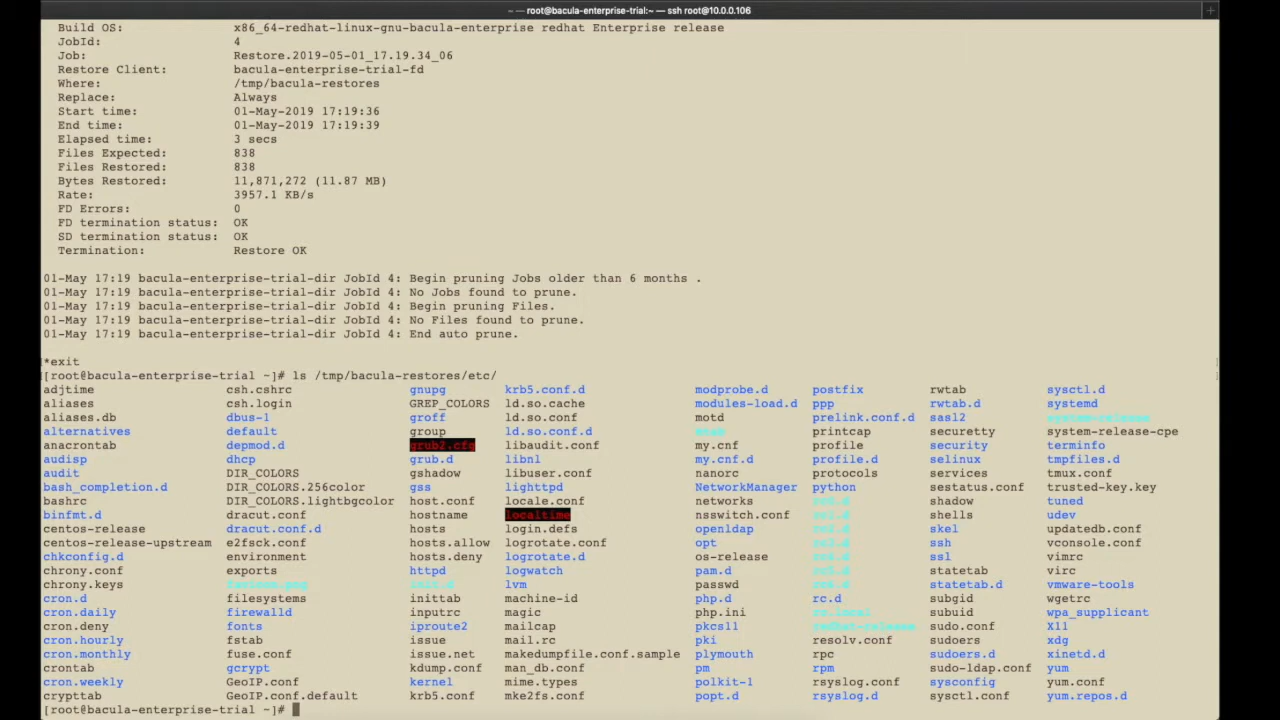 ~ — root@bacula-enterprise-trial:~ — ssh root@10.0.0.106
Build OS: x86_64-redhat-linux-gnu-bacula-enterprise redhat Enterprise release
JobId: 4
Job: Restore.2019-05-01_17.19.34_06
Restore Client: bacula-enterprise-trial-fd
Where: /tmp/bacula-restores
Replace: Always
Start time: 01-May-2019 17:19:36
End time: 01-May-2019 17:19:39
Elapsed time: 3 secs
Files Expected: 838
Files Restored: 838
Bytes Restored: 11,871,272 (11.87 MB)
Rate: 3957.1 KB/s
FD Errors: 0
FD termination status: OK
SD termination status: OK
Termination: Restore OK
01-May 17:19 bacula-enterprise-trial-dir JobId 4: Begin pruning Jobs older than 6 months .
01-May 17:19 bacula-enterprise-trial-dir JobId 4: No Jobs found to prune.
01-May 17:19 bacula-enterprise-trial-dir JobId 4: Begin pruning Files.
01-May 17:19 bacula-enterprise-trial-dir JobId 4: No Files found to prune.
01-May 17:19 bacula-enterprise-trial-dir JobId 4: End auto prune.
*exit
[root@bacula-enterprise-trial ~]# ls /tmp/bacula-restores/etc/
adjtime csh.cshrc gnupg krb5.conf.d modprobe.d postfix rwtab sysctl.d
aliases csh.login GREP_COLORS ld.so.cache modules-load.d ppp rwtab.d systemd
aliases.db dbus-1 groff ld.so.conf motd prelink.conf.d sasl2 system-release
alternatives default group ld.so.conf.d printcap securetty system-release-cpe
anacrontab depmod.d grub2.cfg libaudit.conf my.cnf profile security terminfo
audisp dhcp grub.d libnl my.cnf.d profile.d selinux tmpfiles.d
audit DIR_COLORS gshadow libuser.conf nanorc protocols services tmux.conf
bash_completion.d DIR_COLORS.256color gss lighttpd NetworkManager python sestatus.conf trusted-key.key
bashrc DIR_COLORS.lightbgcolor host.conf locale.conf networks rc0.d shadow tuned
binfmt.d dracut.conf hostname localtime nsswitch.conf rc1.d shells udev
centos-release dracut.conf.d hosts login.defs openldap rc2.d skel updatedb.conf
centos-release-upstream e2fsck.conf hosts.allow logrotate.conf opt rc3.d ssh vconsole.conf
chkconfig.d environment hosts.deny logrotate.d os-release rc4.d ssl vimrc
chrony.conf exports httpd logwatch pam.d rc5.d statetab virc
chrony.keys favicon.png init.d lvm passwd rc6.d statetab.d vmware-tools
cron.d filesystems inittab machine-id php.d rc.d subgid wgetrc
cron.daily firewalld inputrc magic php.ini rc.local subuid wpa_supplicant
cron.deny fonts iproute2 mailcap pkcs11 redhat-release sudo.conf X11
cron.hourly fstab issue mail.rc pki resolv.conf sudoers xdg
cron.monthly fuse.conf issue.net makedumpfile.conf.sample plymouth rpc sudoers.d xinetd.d
crontab gcrypt kdump.conf man_db.conf pm rpm sudo-ldap.conf yum
cron.weekly GeoIP.conf kernel mime.types polkit-1 rsyslog.conf sysconfig yum.conf
crypttab GeoIP.conf.default krb5.conf mke2fs.conf popt.d rsyslog.d sysctl.conf yum.repos.d
[root@bacula-enterprise-trial ~]#